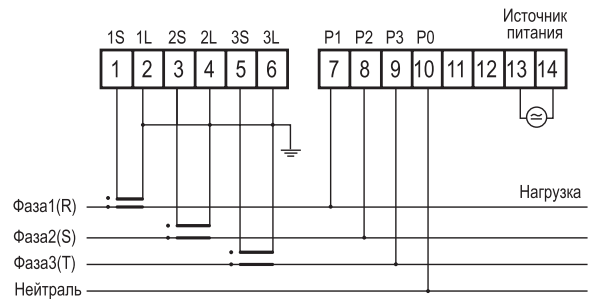 Источник
питания
1S 1L 2S 2L 3S 3L P1 P2 P3 P0
1 2 3 4 5 6 7 8 9 10 11 12 13 14
Нагрузка
Фаза1(R)
Фаза2(S)
Фаза3(T)
Нейтраль